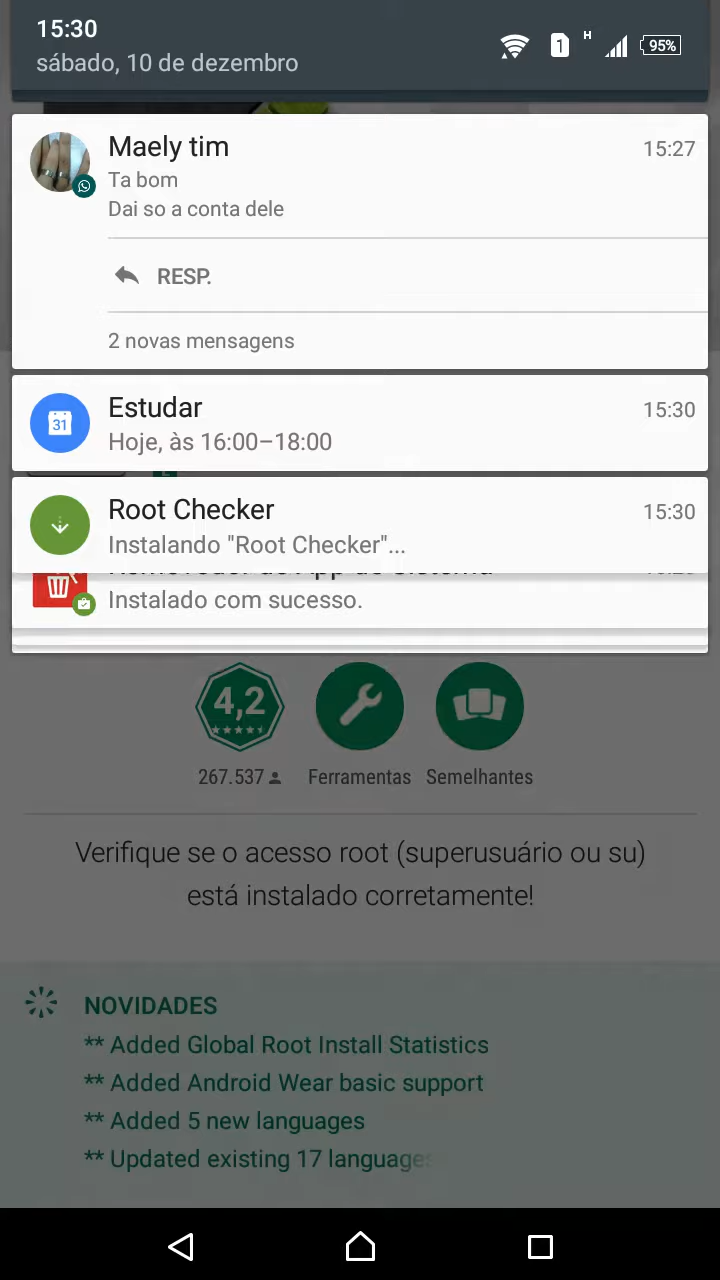 15:30
sábado, 10 de dezembro
1
H
95%
Maely tim
15:27
Ta bom
Dai so a conta dele
RESP.
2 novas mensagens
31
Estudar
15:30
Hoje, às 16:00–18:00
Root Checker
15:30
Instalando "Root Checker"...
Instalado com sucesso.
4,2
267.537
Ferramentas
Semelhantes
Verifique se o acesso root (superusuário ou su)
está instalado corretamente!
NOVIDADES
** Added Global Root Install Statistics
** Added Android Wear basic support
** Added 5 new languages
** Updated existing 17 languages